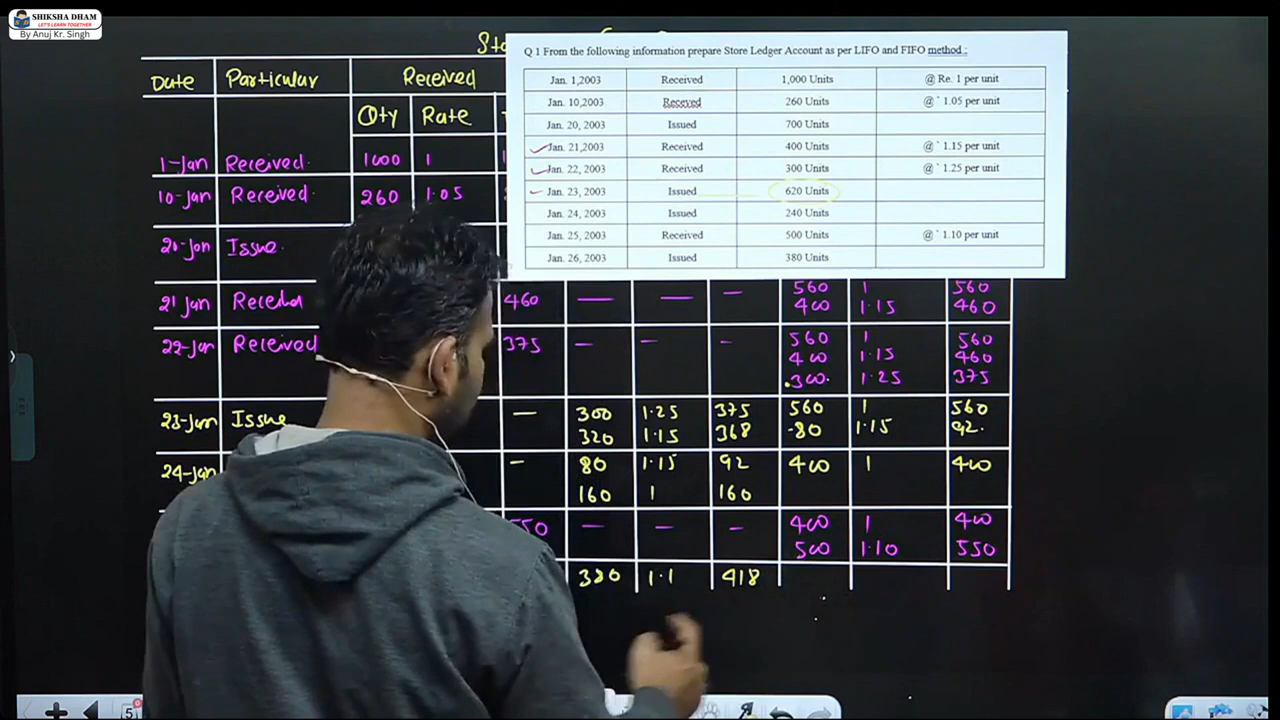 SHIKSHA DHAM
LET'S LEARN TOGETHER
By Anuj Kr. Singh
Q 1 From the following information prepare Store Ledger Account as per LIFO and FIFO method :
Jan. 1,2003 Received 1,000 Units @ Re. 1 per unit
Jan. 10,2003 Receved 260 Units @ ` 1.05 per unit
Jan. 20, 2003 Issued 700 Units
Jan. 21,2003 Received 400 Units @ ` 1.15 per unit
Jan. 22, 2003 Received 300 Units @ ` 1.25 per unit
Jan. 23, 2003 Issued 620 Units
Jan. 24, 2003 Issued 240 Units
Jan. 25, 2003 Received 500 Units @ ` 1.10 per unit
Jan. 26, 2003 Issued 380 Units
Date Particular Received
Qty Rate
1-Jan Received. 1000 1
10-Jan Received. 260 1.05
20-Jan Issue.
560 1 560
21 Jan 460 — — — 400 1.15 460
560 1 560
22-Jan Received 375 — — — 400 1.15 460
300. 1.25 375
23-Jan Issue — 300 1.25 375 560 1 560
320 1.15 368 80 1.15 92.
24-Jan — 80 1.15 92 400 1 400
160 1 160
550 — — — 400 1 400
500 1.10 550
380 1.1 418
5